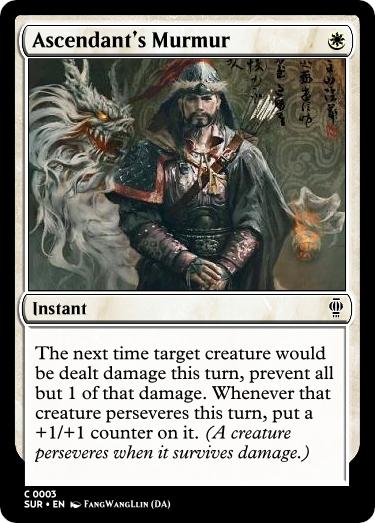 Ascendant's Murmur
Instant
The next time target creature would
be dealt damage this turn, prevent all
but 1 of that damage. Whenever that
creature perseveres this turn, put a
+1/+1 counter on it. (A creature
perseveres when it survives damage.)
C 0003
SUR • EN FangWangLlin (DA)